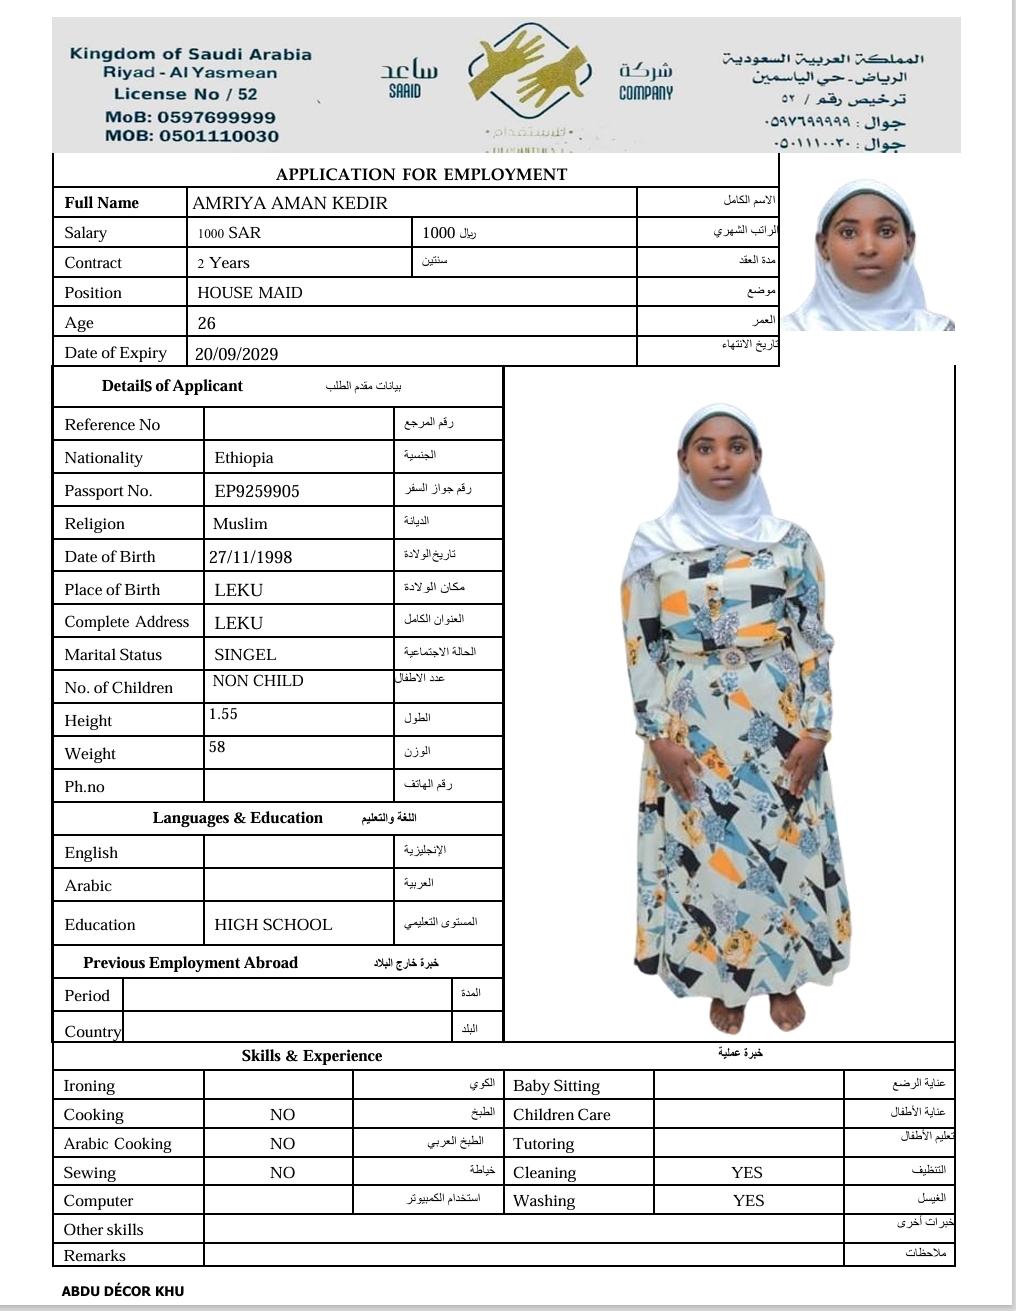 Kingdom of Saudi Arabia
Riyad - Al Yasmean
License No / 52
MoB: 0597699999
MOB: 0501110030
ساعد
SAAID
شركة
COMPANY
للاستقدام
المملكة العربية السعودية
الرياض - حي الياسمين
ترخيص رقم / ٥٢
جوال : ٠٥٩٧٦٩٩٩٩٩
جوال : ٠٥٠١١١٠٠٣٠
APPLICATION FOR EMPLOYMENT
Full Name AMRIYA AMAN KEDIR الاسم الكامل
Salary 1000 SAR 1000 ريال الراتب الشهري
Contract 2 Years سنتين مدة العقد
Position HOUSE MAID موضع
Age 26 العمر
Date of Expiry 20/09/2029 تاريخ الانتهاء
Details of Applicant بيانات مقدم الطلب
Reference No رقم المرجع
Nationality Ethiopia الجنسية
Passport No. EP9259905 رقم جواز السفر
Religion Muslim الديانة
Date of Birth 27/11/1998 تاريخ الولادة
Place of Birth LEKU مكان الولادة
Complete Address LEKU العنوان الكامل
Marital Status SINGEL الحالة الاجتماعية
No. of Children NON CHILD عدد الاطفال
Height 1.55 الطول
Weight 58 الوزن
Ph.no رقم الهاتف
Languages & Education اللغة والتعليم
English الإنجليزية
Arabic العربية
Education HIGH SCHOOL المستوى التعليمي
Previous Employment Abroad خبرة خارج البلاد
Period المدة
Country البلد
Skills & Experience خبرة عملية
Ironing الكوي Baby Sitting عناية الرضع
Cooking NO الطبخ Children Care عناية الأطفال
Arabic Cooking NO الطبخ العربي Tutoring تعليم الأطفال
Sewing NO خياطة Cleaning YES التنظيف
Computer استخدام الكمبيوتر Washing YES الغيسل
Other skills خبرات أخرى
Remarks ملاحظات
ABDU DÉCOR KHU